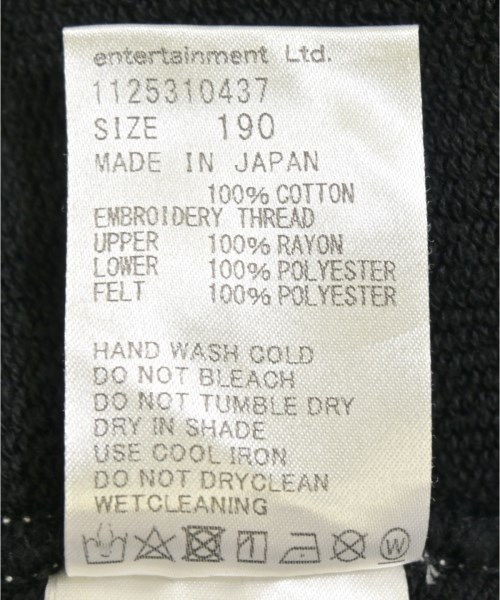 entertainment Ltd.
1125310437
SIZE 190
MADE IN JAPAN
100% COTTON
EMBROIDERY THREAD
UPPER 100% RAYON
LOWER 100% POLYESTER
FELT 100% POLYESTER
HAND WASH COLD
DO NOT BLEACH
DO NOT TUMBLE DRY
DRY IN SHADE
USE COOL IRON
DO NOT DRYCLEAN
WETCLEANING
W